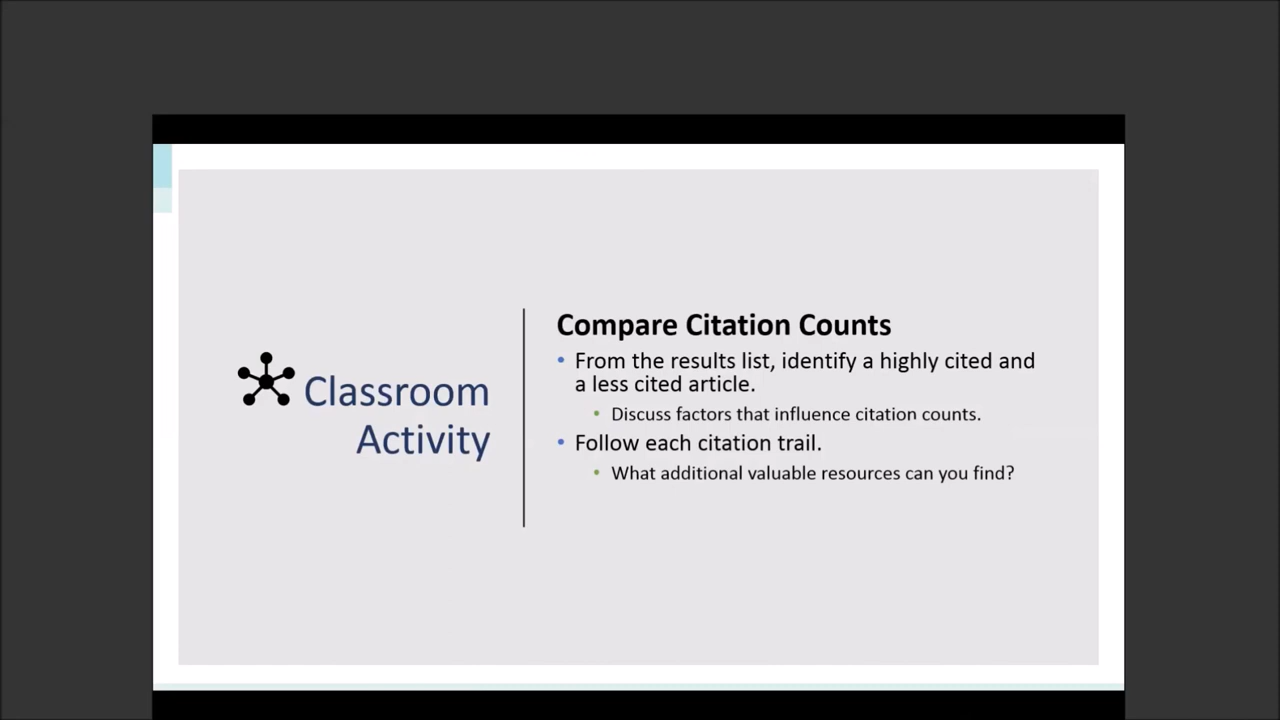 Classroom
Activity
Compare Citation Counts
• From the results list, identify a highly cited and
a less cited article.
• Discuss factors that influence citation counts.
• Follow each citation trail.
• What additional valuable resources can you find?